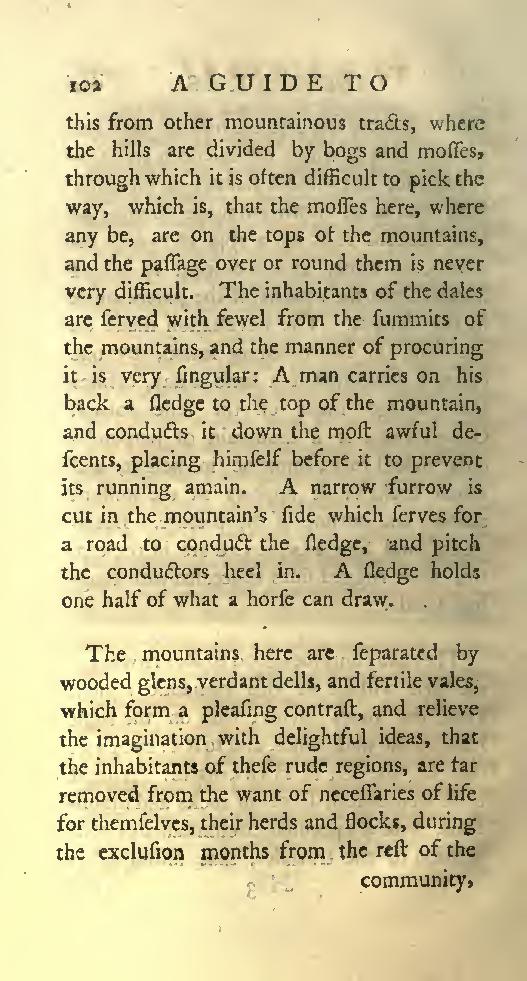 102 A GUIDE TO
this from other mountainous tracts, where
the hills are divided by bogs and moſſes,
through which it is often difficult to pick the
way, which is, that the moſſes here, where
any be, are on the tops of the mountains,
and the paſſage over or round them is never
very difficult. The inhabitants of the dales
are ſerved with fewel from the ſummits of
the mountains, and the manner of procuring
it is very ſingular: A man carries on his
back a ſledge to the top of the mountain,
and conducts it down the moſt awful de-
ſcents, placing himſelf before it to prevent
its running amain. A narrow furrow is
cut in the mountain's ſide which ſerves for
a road to conduct the ſledge, and pitch
the conductors heel in. A ſledge holds
one half of what a horſe can draw.
The mountains here are ſeparated by
wooded glens, verdant dells, and fertile vales,
which form a pleaſing contraſt, and relieve
the imagination with delightful ideas, that
the inhabitants of theſe rude regions, are far
removed from the want of neceſſaries of life
for themſelves, their herds and flocks, during
the excluſion months from the reſt of the
community,